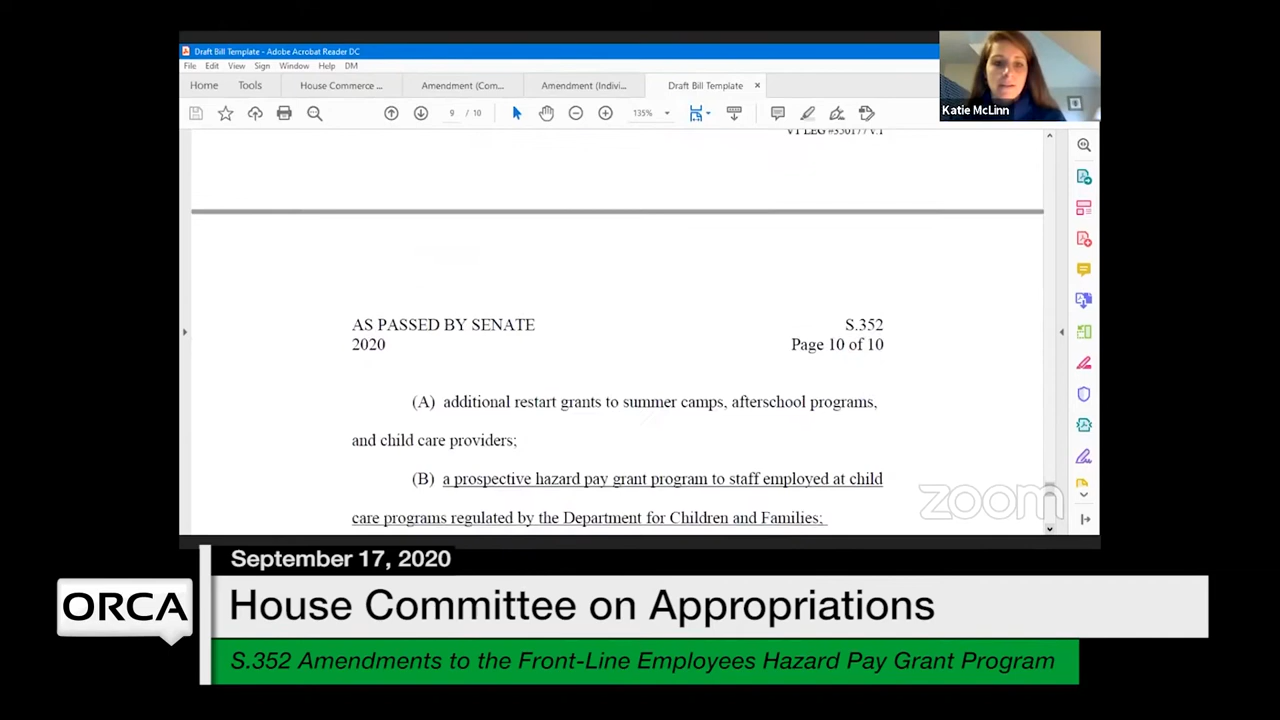 Draft Bill Template - Adobe Acrobat Reader DC
File Edit View Sign Window Help DM
Home Tools House Commerce ... Amendment (Com... Amendment (Indivi... Draft Bill Template ×
9 / 10 135%
Katie McLinn
VT LEG #350177 v.1
AS PASSED BY SENATE S.352
2020 Page 10 of 10
(A) additional restart grants to summer camps, afterschool programs,
and child care providers;
(B) a prospective hazard pay grant program to staff employed at child
care programs regulated by the Department for Children and Families;
zoom
September 17, 2020
ORCA
House Committee on Appropriations
S.352 Amendments to the Front-Line Employees Hazard Pay Grant Program